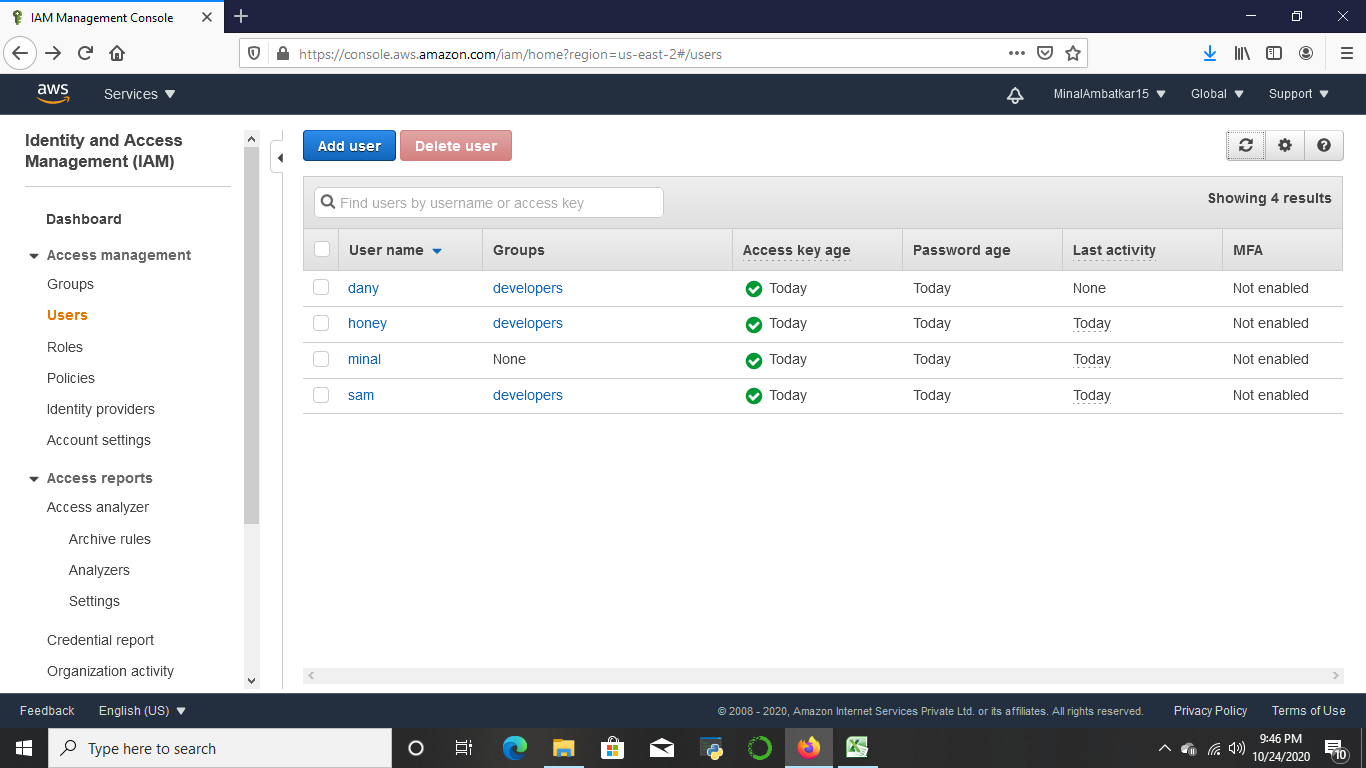 IAM Management Console
https://console.aws.amazon.com/iam/home?region=us-east-2#/users
aws
Services
MinalAmbatkar15
Global
Support
Identity and Access
Management (IAM)
Dashboard
Access management
Groups
Users
Roles
Policies
Identity providers
Account settings
Access reports
Access analyzer
Archive rules
Analyzers
Settings
Credential report
Organization activity
Add user
Delete user
Find users by username or access key
Showing 4 results
User name Groups Access key age Password age Last activity MFA
dany developers Today Today None Not enabled
honey developers Today Today Today Not enabled
minal None Today Today Today Not enabled
sam developers Today Today Today Not enabled
Feedback English (US) © 2008 - 2020, Amazon Internet Services Private Ltd. or its affiliates. All rights reserved. Privacy Policy Terms of Use
Type here to search
9:46 PM
10/24/2020
10